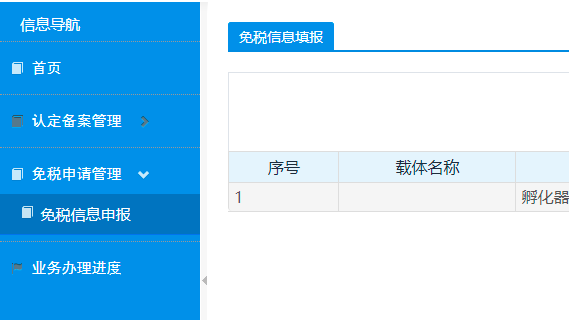 信息导航
首页
认定备案管理
免税申请管理
免税信息申报
业务办理进度
免税信息填报
序号 载体名称
1 孵化器